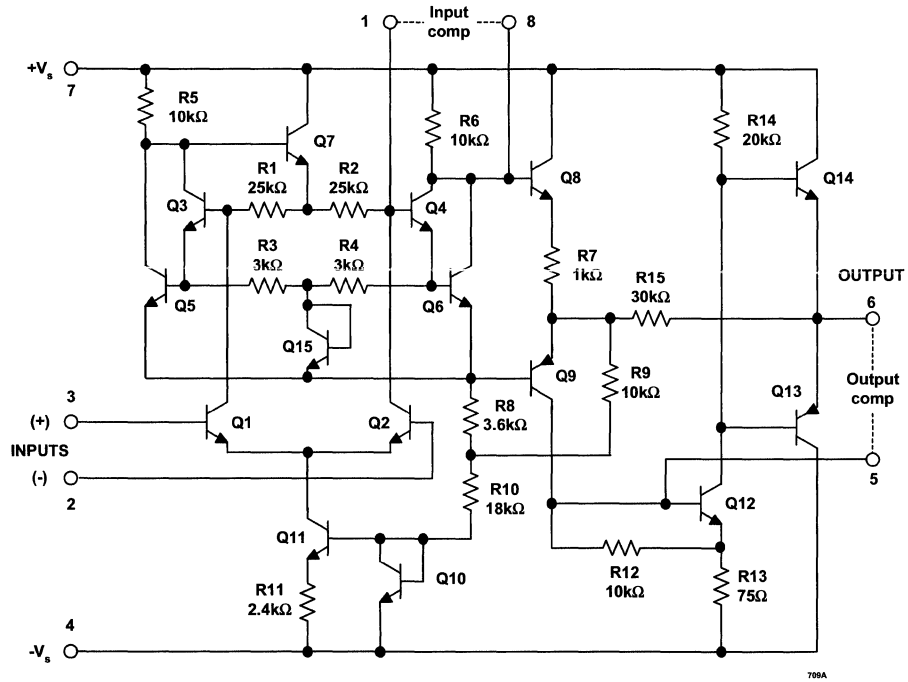 1 Input comp 8
+Vs
7
R5
10kΩ
R6
10kΩ
R14
20kΩ
Q7
R1
25kΩ
R2
25kΩ
Q3
Q4
Q8
Q14
R3
3kΩ
R4
3kΩ
R7
1kΩ
R15
30kΩ
OUTPUT
6
Q5
Q6
Q15
Q9
R9
10kΩ
Q13
Output
comp
3
(+)
Q1
Q2
R8
3.6kΩ
INPUTS
(-)
2
5
R10
18kΩ
Q12
Q11
Q10
R11
2.4kΩ
R12
10kΩ
R13
75Ω
4
-Vs
709A